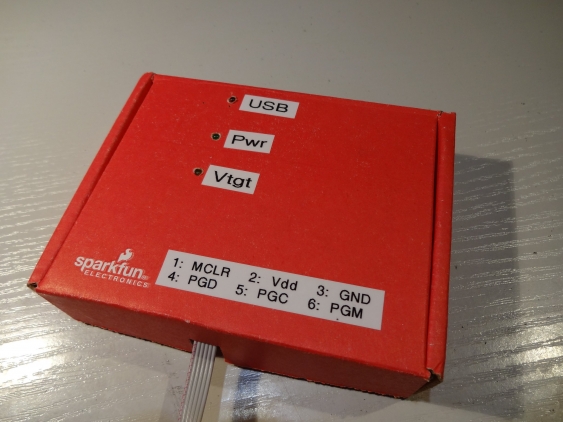 USB
Pwr
Vtgt
sparkfun
ELECTRONICS
1: MCLR 2: Vdd 3: GND
4: PGD 5: PGC 6: PGM